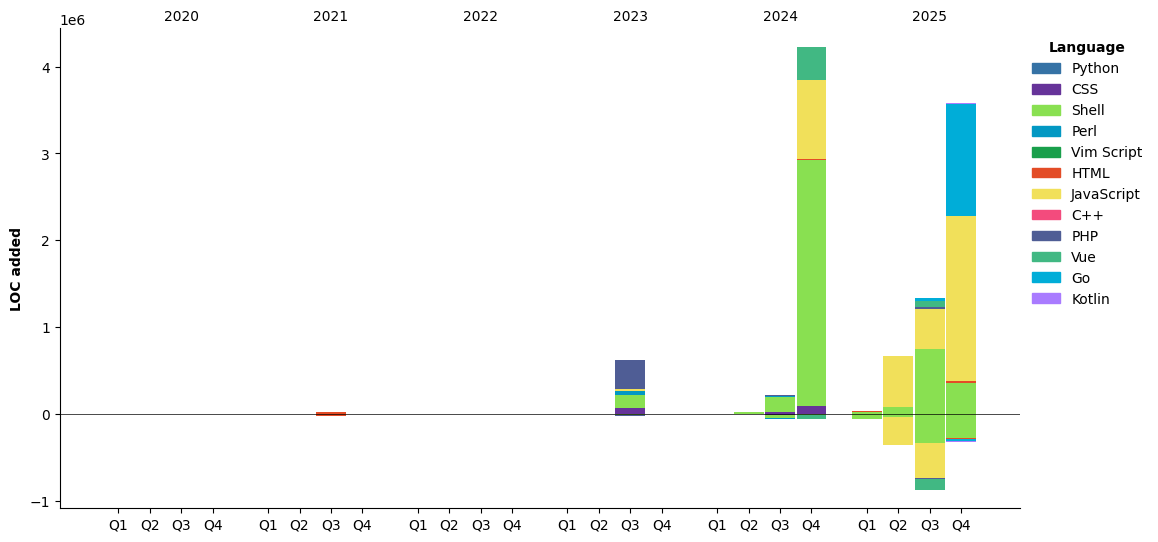 1e6
2020 2021 2022 2023 2024 2025
LOC added
4
3
2
1
0
−1
Q1 Q2 Q3 Q4 Q1 Q2 Q3 Q4 Q1 Q2 Q3 Q4 Q1 Q2 Q3 Q4 Q1 Q2 Q3 Q4 Q1 Q2 Q3 Q4
Language
Python
CSS
Shell
Perl
Vim Script
HTML
JavaScript
C++
PHP
Vue
Go
Kotlin